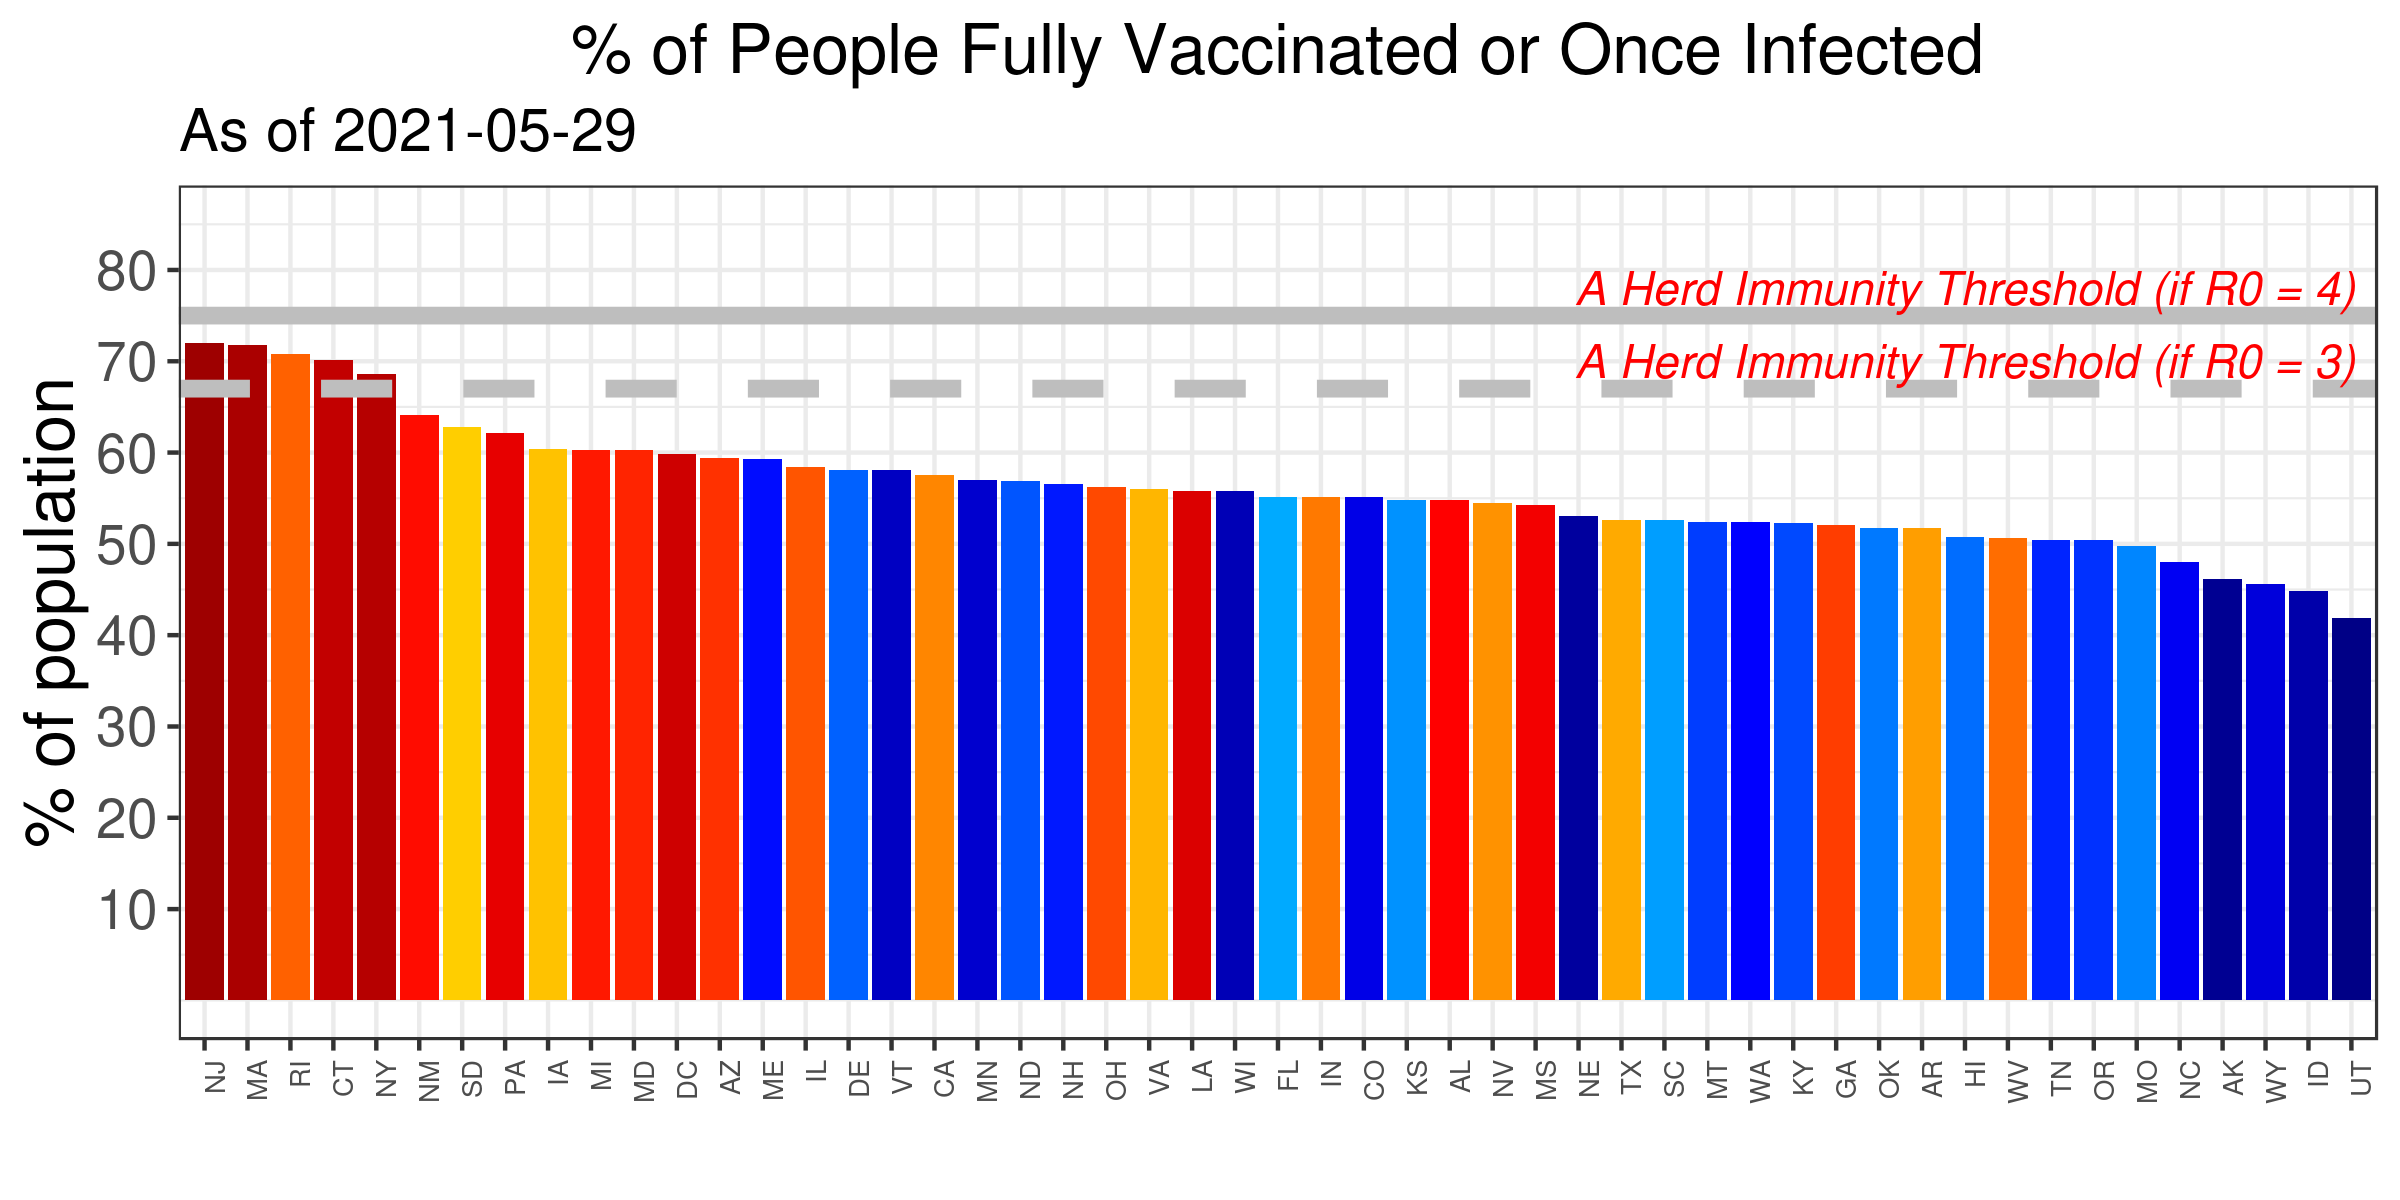 % of People Fully Vaccinated or Once Infected
As of 2021-05-29
% of population
80
70
60
50
40
30
20
10
A Herd Immunity Threshold (if R0 = 4)
A Herd Immunity Threshold (if R0 = 3)
NJ MA RI CT NY NM SD PA IA MI MD DC AZ ME IL DE VT CA MN ND NH OH VA LA WI FL IN CO KS AL NV MS NE TX SC MT WA KY GA OK AR HI WV TN OR MO NC AK WY ID UT